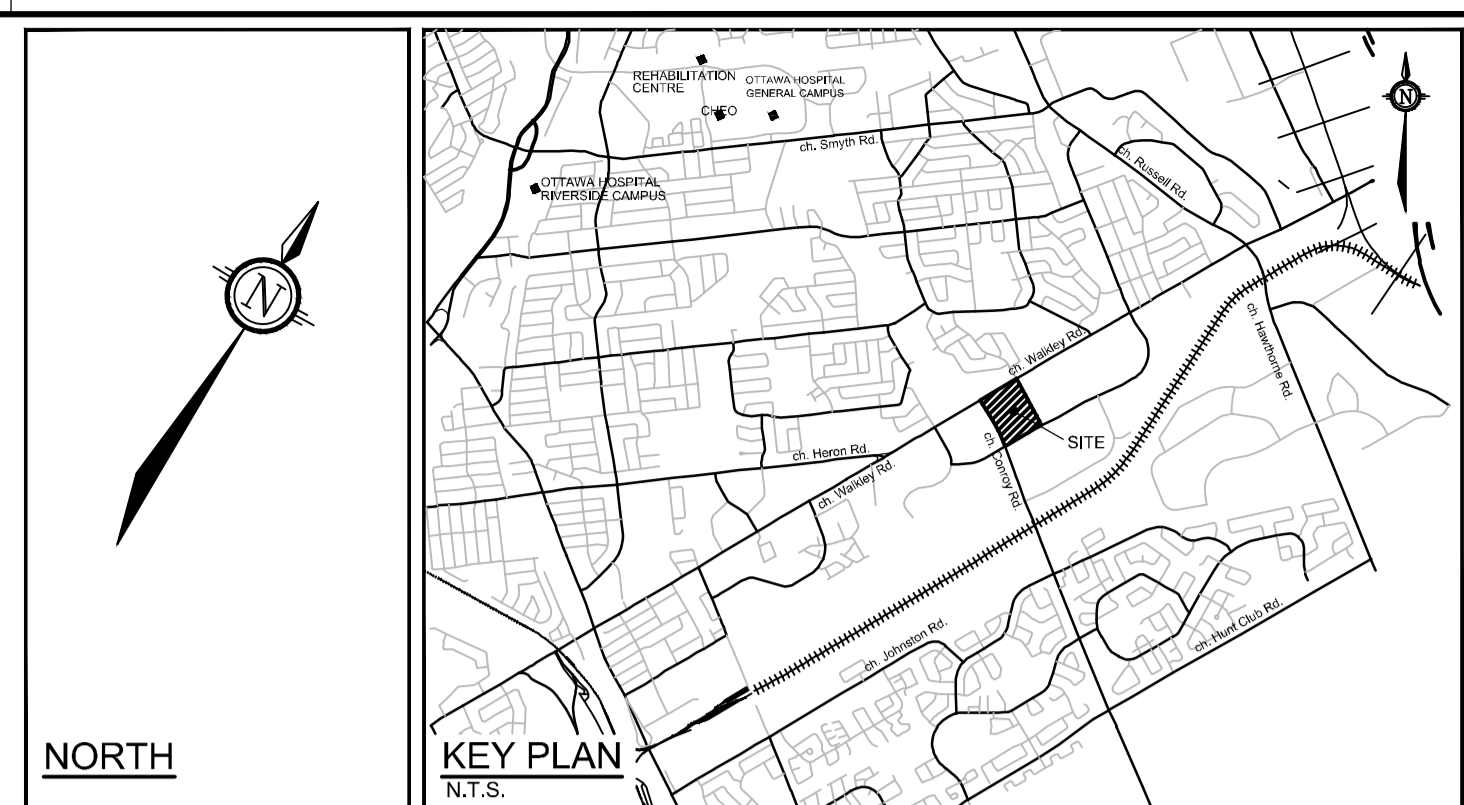 N
NORTH
REHABILITATION
CENTRE
OTTAWA HOSPITAL
GENERAL CAMPUS
CHEO
N
ch. Smyth Rd.
ch. Russell Rd.
OTTAWA HOSPITAL
RIVERSIDE CAMPUS
ch. Walkley Rd.
ch. Hawthorne Rd.
SITE
ch. Conroy Rd.
ch. Heron Rd.
ch. Walkley Rd.
ch. Johnston Rd.
ch. Hunt Club Rd.
KEY PLAN
N.T.S.